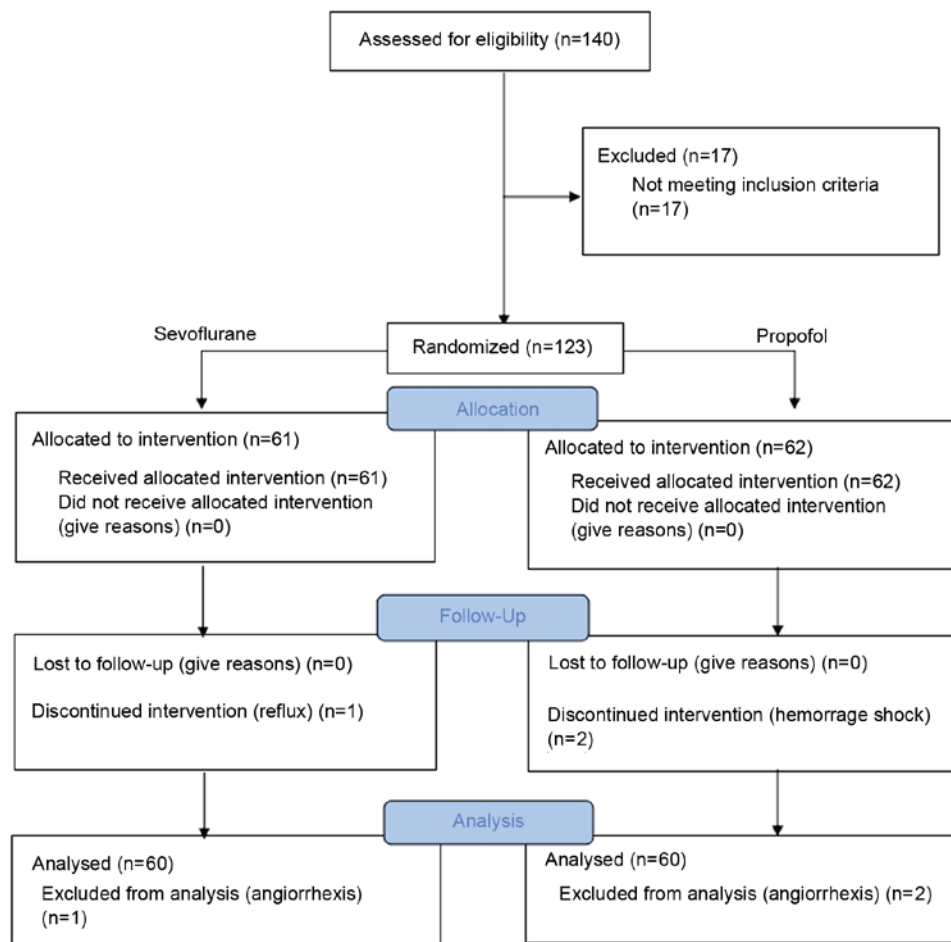 Assessed for eligibility (n=140)
Excluded (n=17)
Not meeting inclusion criteria
(n=17)
Sevoflurane
Randomized (n=123)
Propofol
Allocation
Allocated to intervention (n=61)
Received allocated intervention (n=61)
Did not receive allocated intervention
(give reasons) (n=0)
Allocated to intervention (n=62)
Received allocated intervention (n=62)
Did not receive allocated intervention
(give reasons) (n=0)
Follow-Up
Lost to follow-up (give reasons) (n=0)
Discontinued intervention (reflux) (n=1)
Lost to follow-up (give reasons) (n=0)
Discontinued intervention (hemorrage shock)
(n=2)
Analysis
Analysed (n=60)
Excluded from analysis (angiorrhexis)
(n=1)
Analysed (n=60)
Excluded from analysis (angiorrhexis) (n=2)